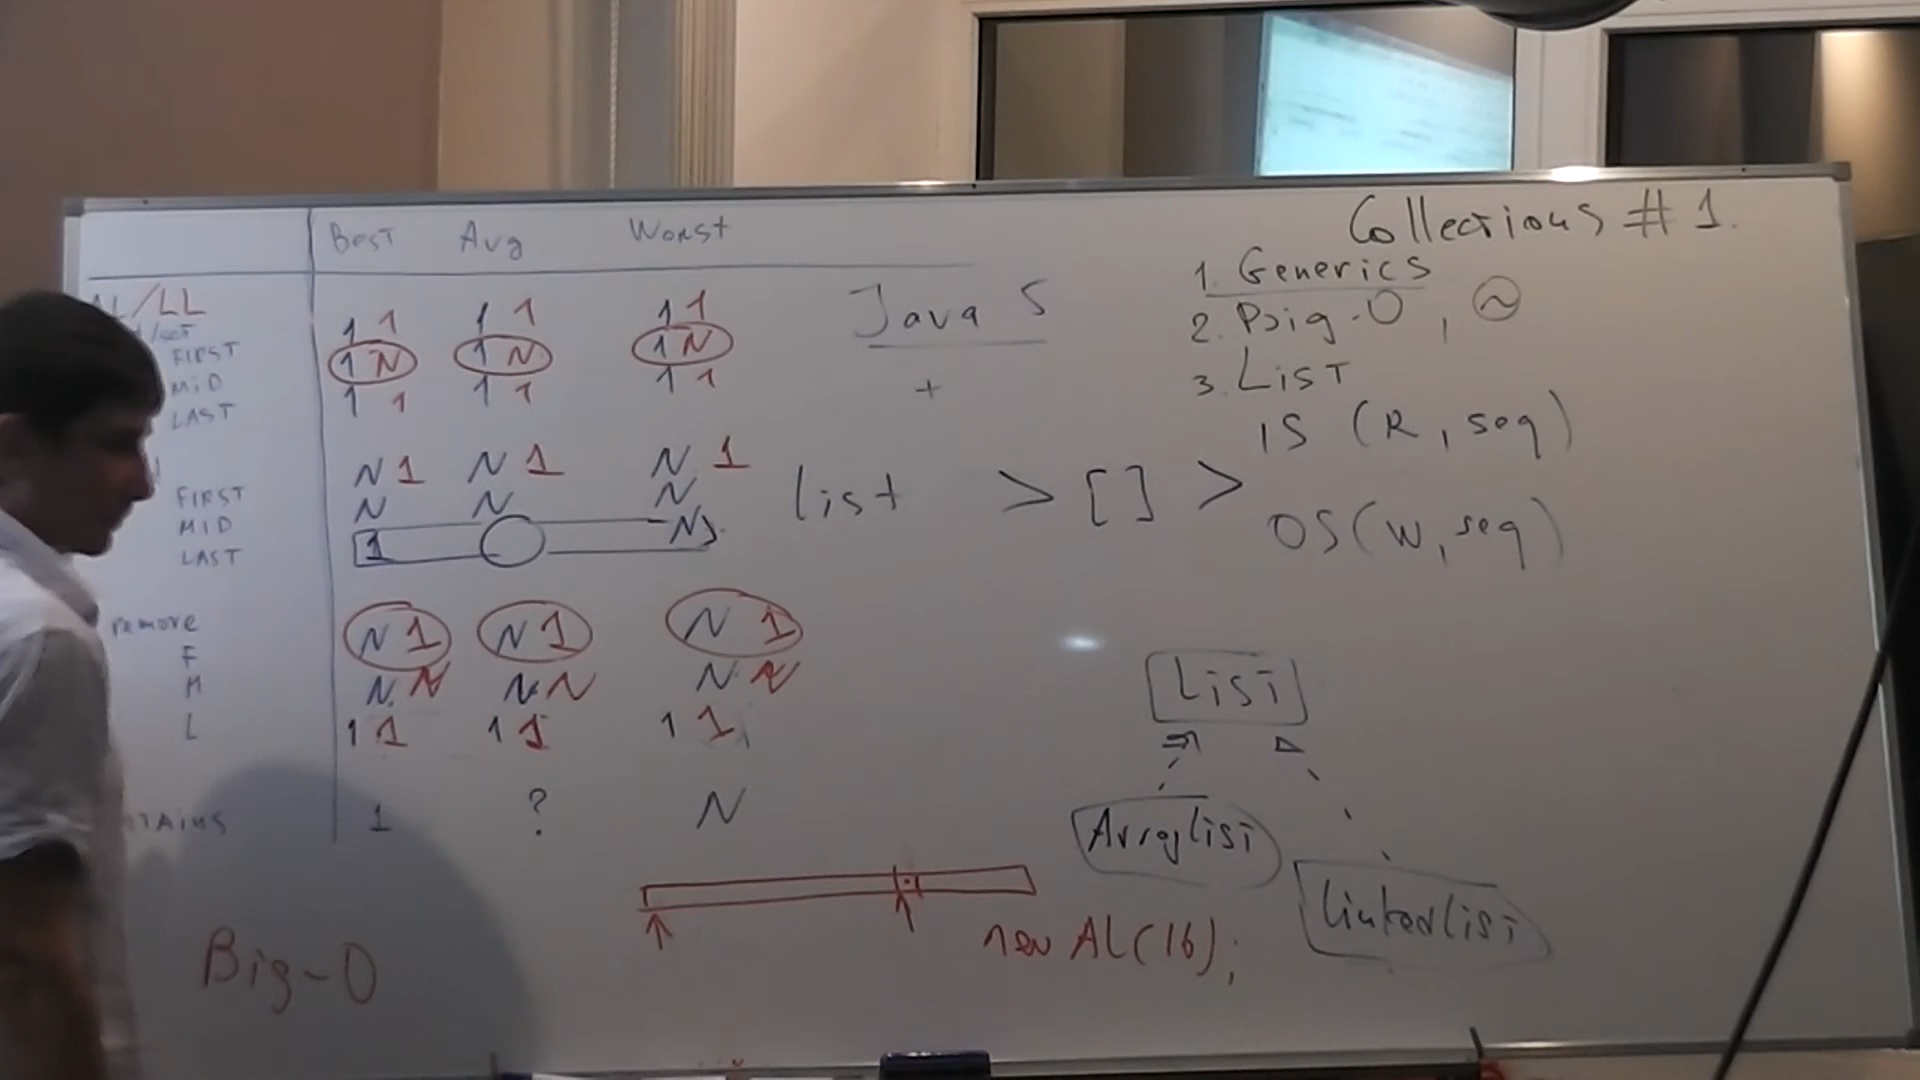 Best Avg Worst
AL/LL
/set
1 1 1 1 1 1
FIRST 1 N 1 N 1 N
MID 1 1 1 1 1 1
LAST
N 1 N 1 N 1
FIRST N N N
MID
LAST 1
remove N 1 N 1 N 1
F
M N N N N N N
L 1 1 1 1 1 1
1 ? N
Big-O
Java 5
+
list > [ ] >
Collections # 1.
1. Generics
2. Big-O, ~
3. List
IS (R, seq)
OS (W, seq)
List
ArrayList
LinkedList
new AL(16);